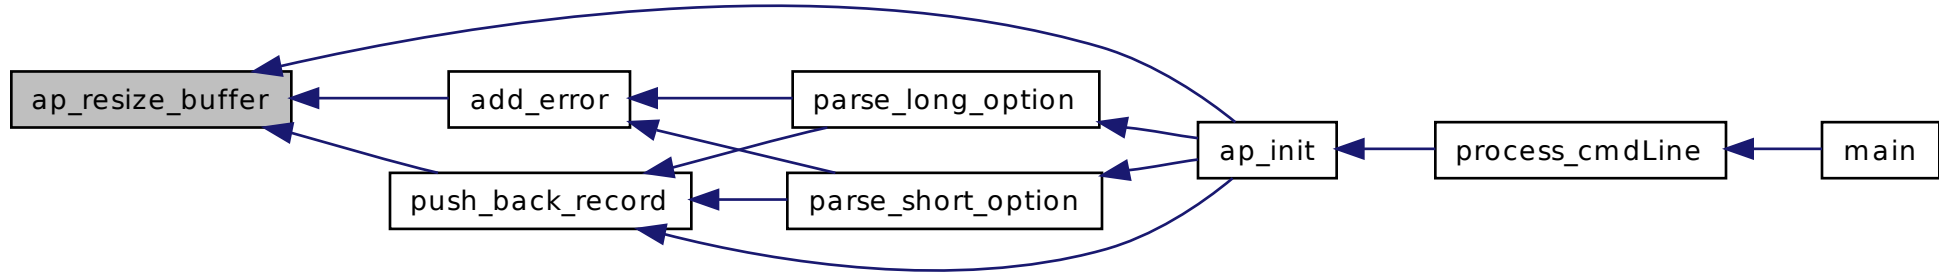 ap_resize_buffer
add_error
parse_long_option
push_back_record
parse_short_option
ap_init
process_cmdLine
main